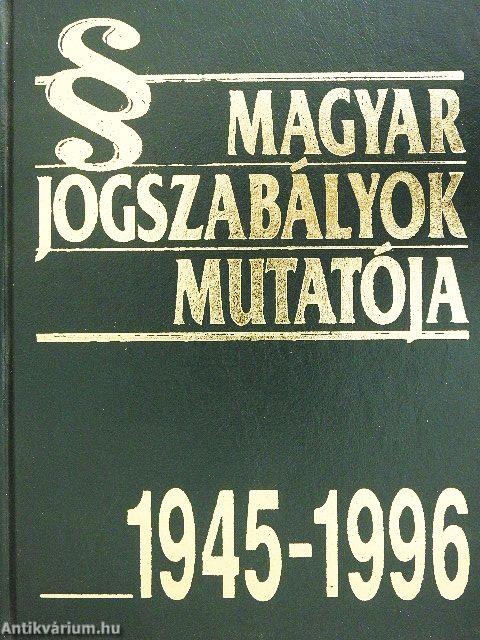 § MAGYAR
JOGSZABÁLYOK
MUTATÓJA
1945-1996
Antikvárium.hu